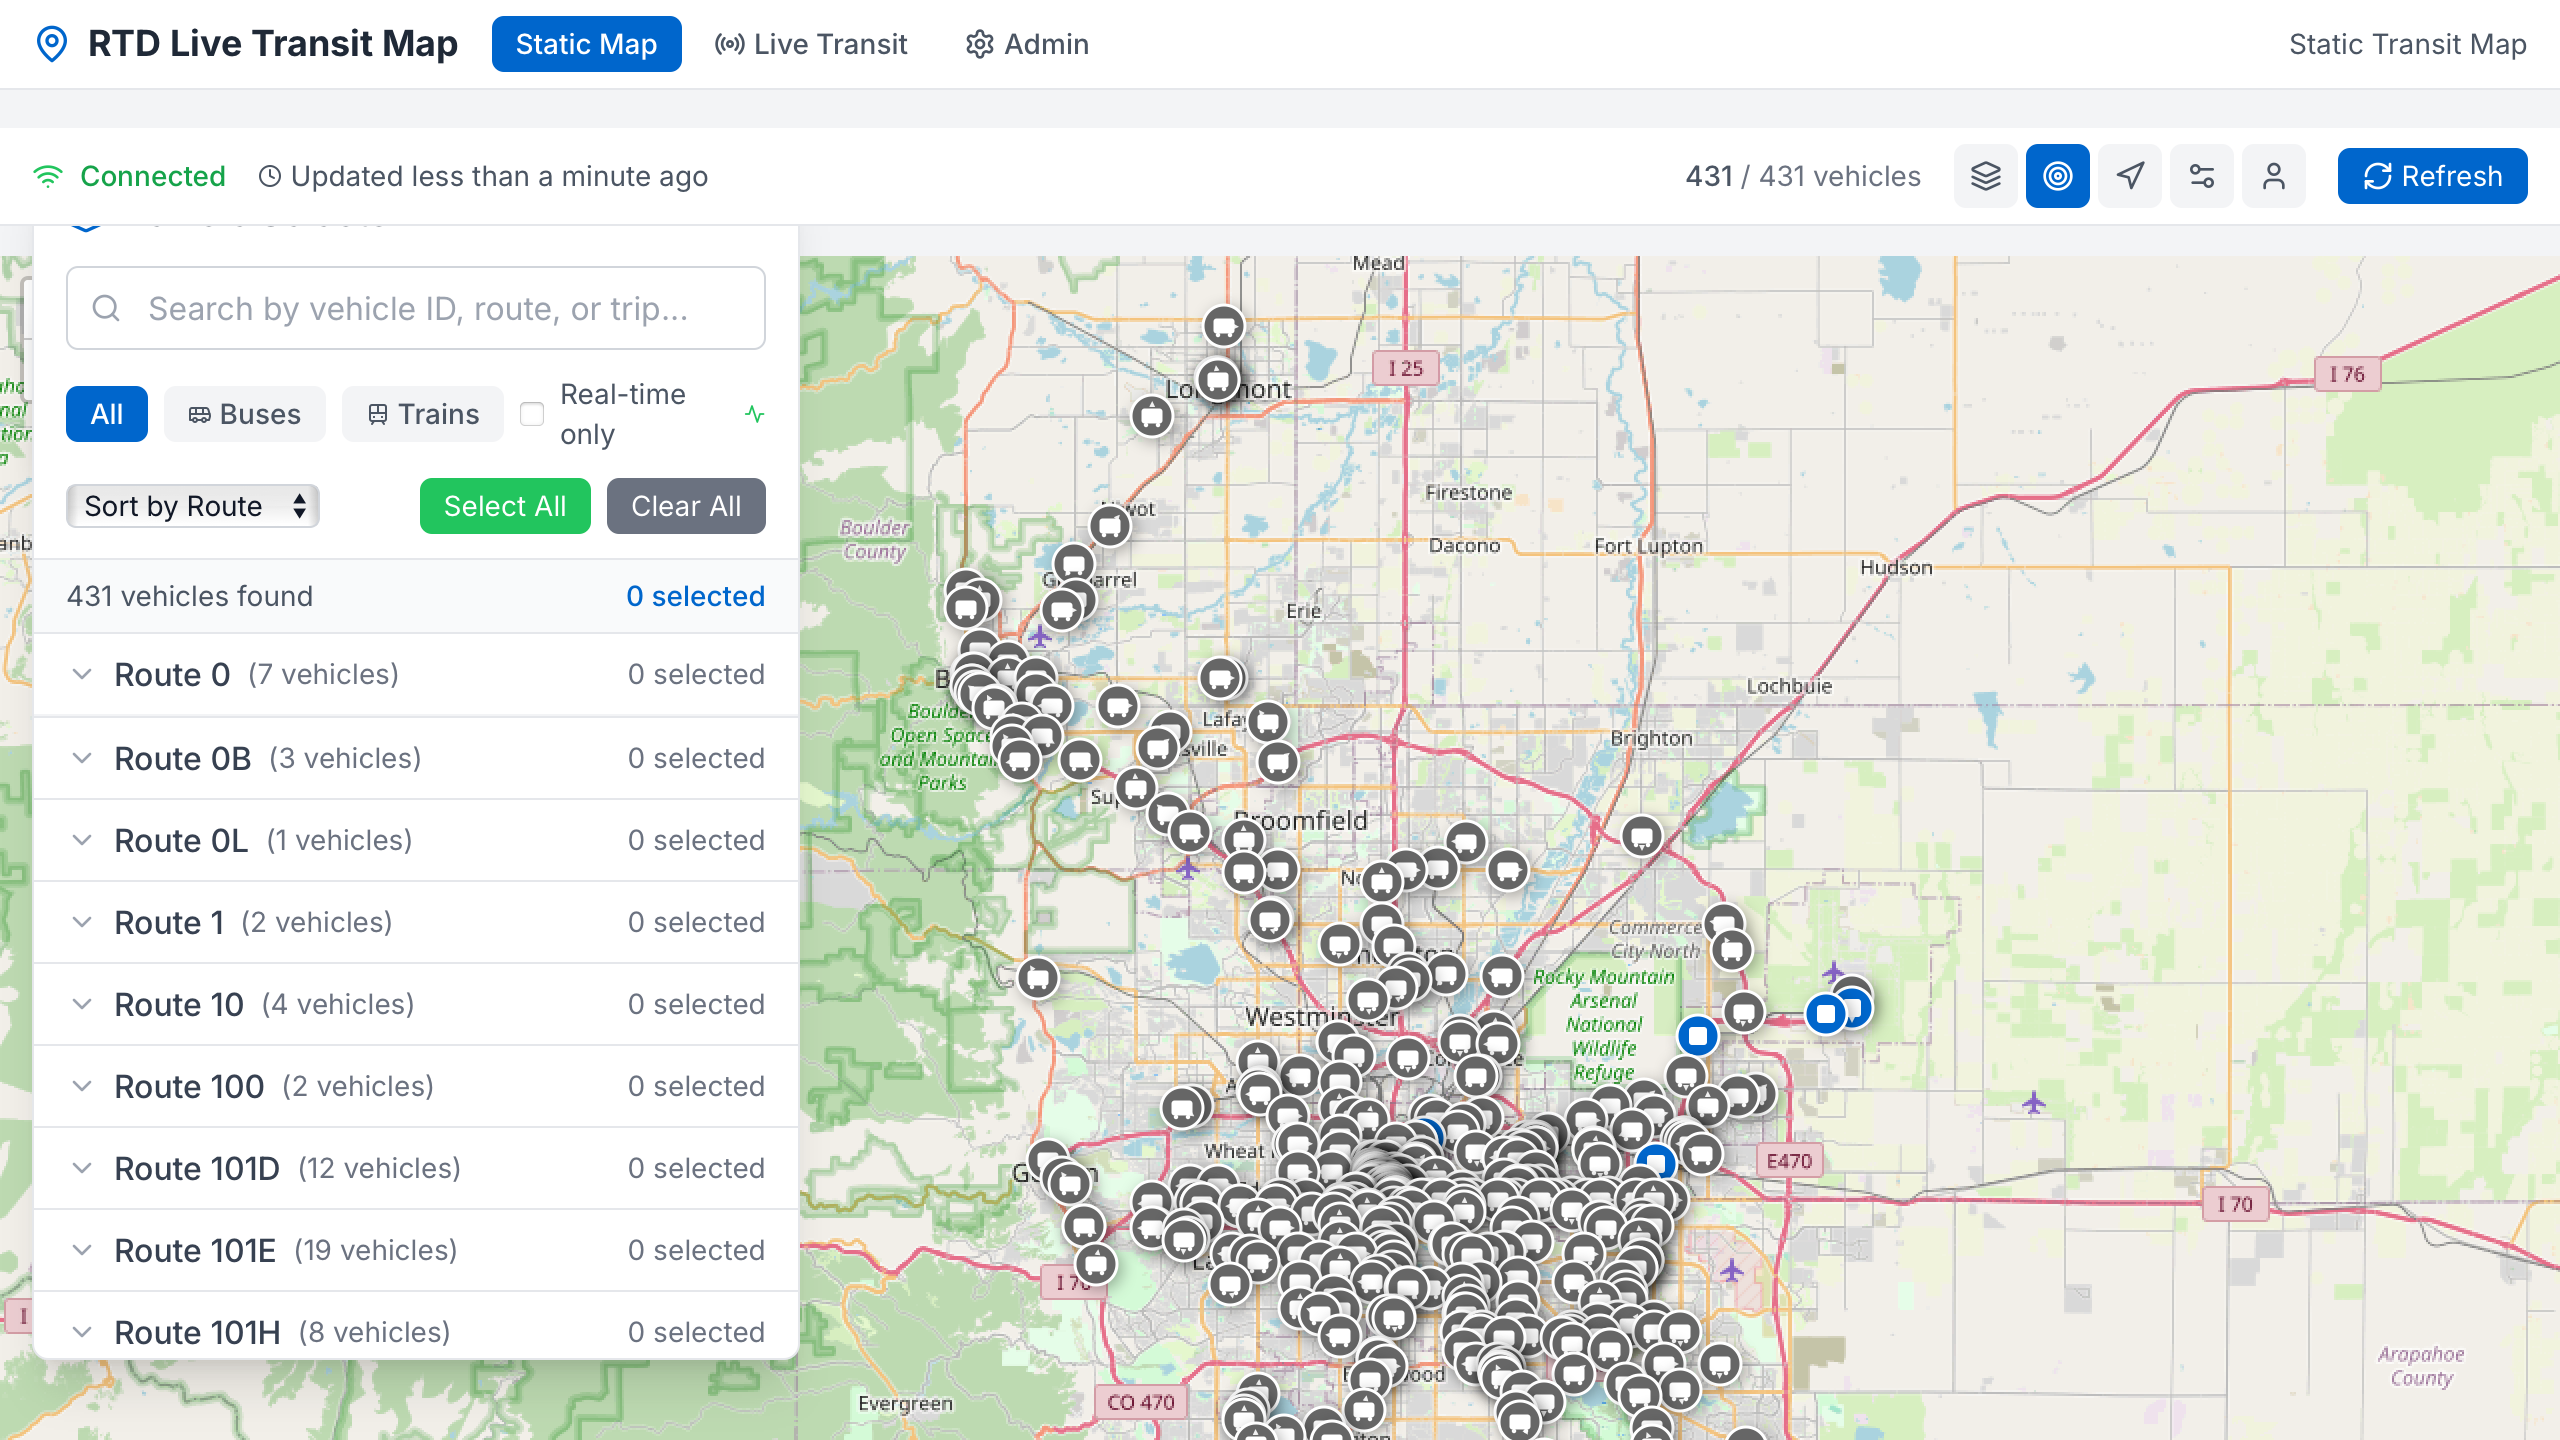 RTD Live Transit Map
Static Map
Live Transit
Admin
Static Transit Map
Connected
Updated less than a minute ago
431 / 431 vehicles
Refresh
Search by vehicle ID, route, or trip...
All
Buses
Trains
Real-time only
Sort by Route
Select All
Clear All
431 vehicles found
0 selected
Route 0 (7 vehicles) 0 selected
Route 0B (3 vehicles) 0 selected
Route 0L (1 vehicles) 0 selected
Route 1 (2 vehicles) 0 selected
Route 10 (4 vehicles) 0 selected
Route 100 (2 vehicles) 0 selected
Route 101D (12 vehicles) 0 selected
Route 101E (19 vehicles) 0 selected
Route 101H (8 vehicles) 0 selected
Mead
I 25
I 76
Firestone
Boulder
County
Dacono
Fort Lupton
Hudson
Erie
Lochbuie
Open Space
and Mountain
Parks
Brighton
Broomfield
Commerce
City North
Rocky Mountain
Arsenal
National
Wildlife
Refuge
Westminster
Wheat
E470
I 70
I 70
CO 470
Evergreen
Arapahoe
County